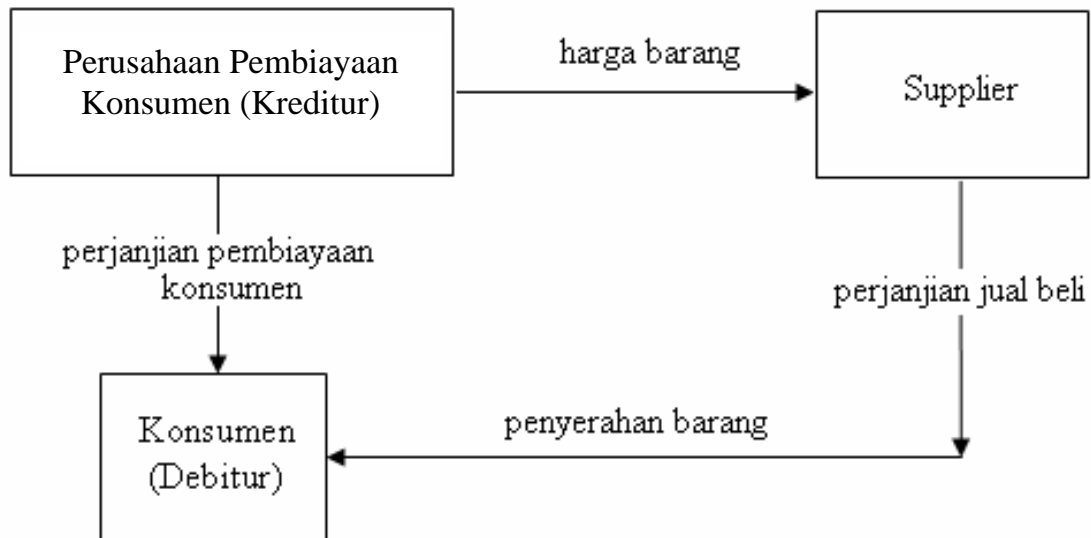 Perusahaan Pembiayaan
Konsumen (Kreditur)
harga barang
Supplier
perjanjian pembiayaan
konsumen
perjanjian jual beli
Konsumen
(Debitur)
penyerahan barang